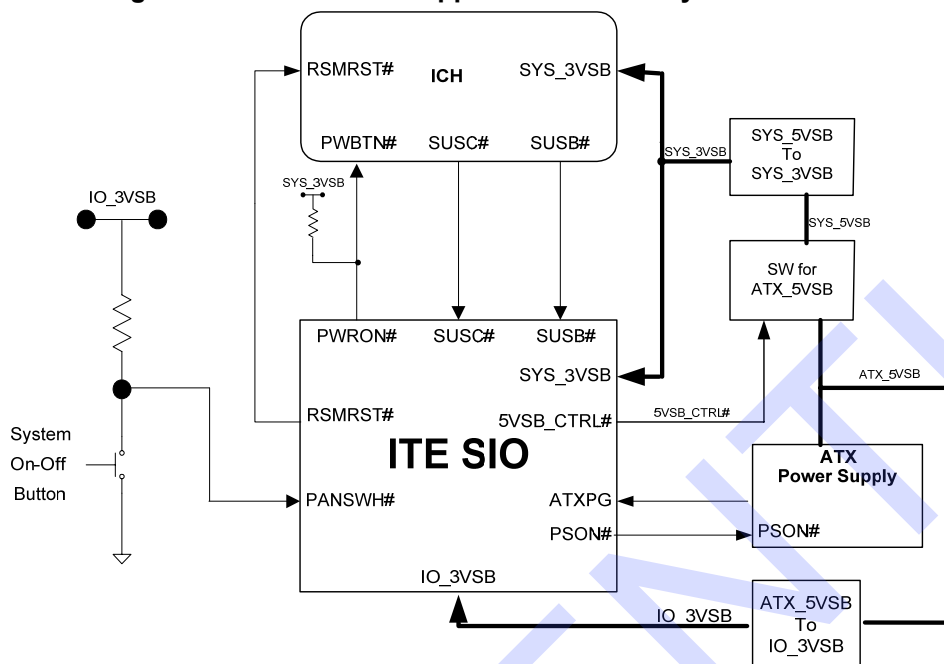 RSMRST#
ICH
SYS_3VSB
PWBTN#
SUSC#
SUSB#
SYS_3VSB
SYS_3VSB
SYS_5VSB
To
SYS_3VSB
IO_3VSB
SYS_5VSB
SW for
ATX_5VSB
PWRON#
SUSC#
SUSB#
SYS_3VSB
ATX_5VSB
RSMRST#
5VSB_CTRL#
5VSB_CTRL#
System
On-Off
Button
ITE SIO
ATX
Power Supply
PANSWH#
ATXPG
PSON#
PSON#
IO_3VSB
IO_3VSB
ATX_5VSB
To
IO_3VSB